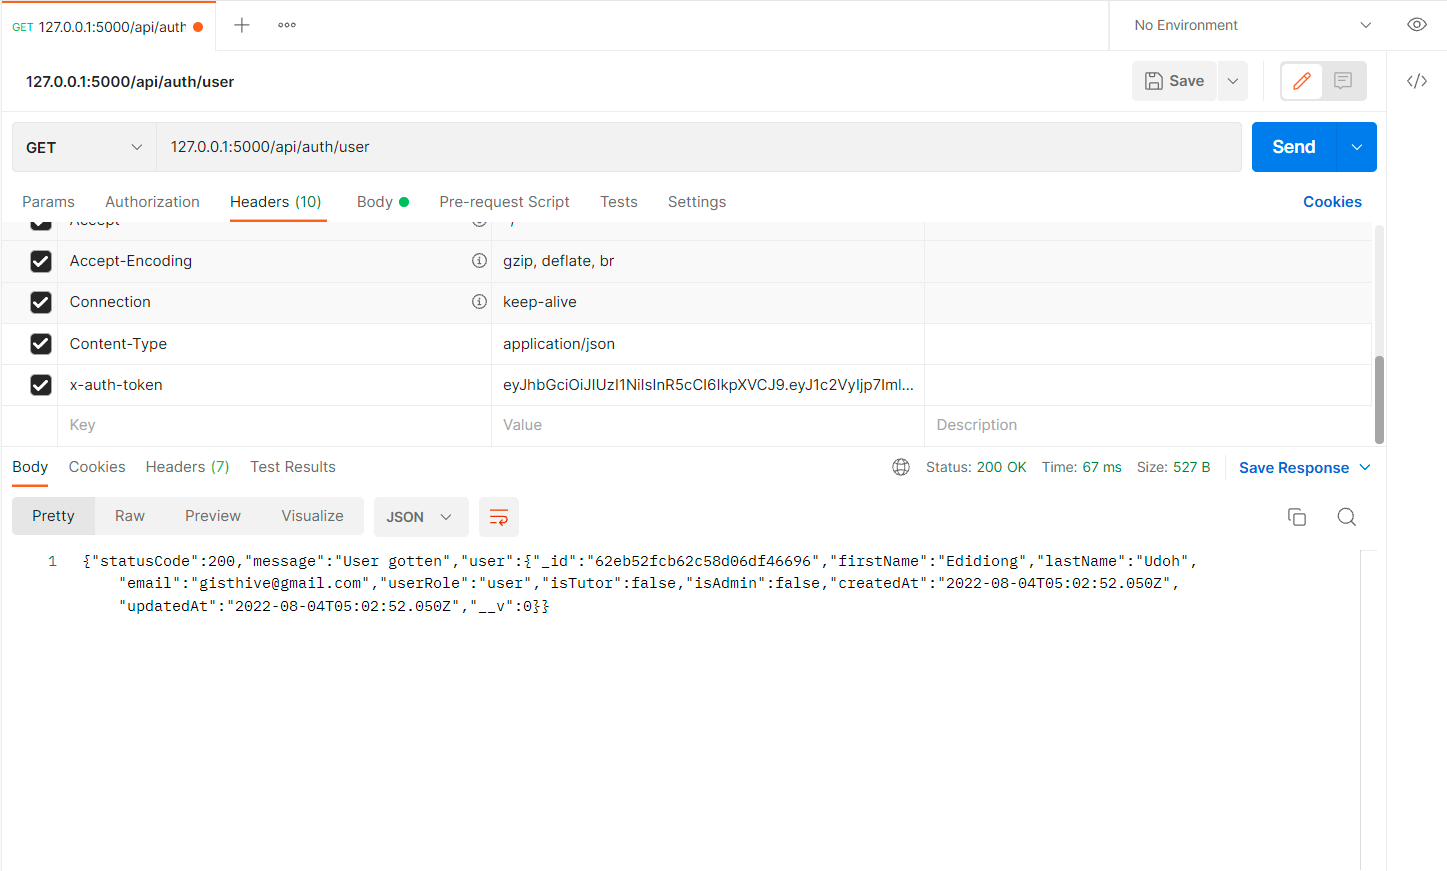 GET 127.0.0.1:5000/api/auth No Environment
127.0.0.1:5000/api/auth/user Save
GET 127.0.0.1:5000/api/auth/user Send
Params Authorization Headers (10) Body Pre-request Script Tests Settings Cookies
Accept
Accept-Encoding gzip, deflate, br
Connection keep-alive
Content-Type application/json
x-auth-token eyJhbGciOiJIUzI1NiIsInR5cCI6IkpXVCJ9.eyJ1c2VyIjp7Iml...
Key Value Description
Body Cookies Headers (7) Test Results Status: 200 OK Time: 67 ms Size: 527 B Save Response
Pretty Raw Preview Visualize JSON
1 {"statusCode":200,"message":"User gotten","user":{"_id":"62eb52fcb62c58d06df46696","firstName":"Edidiong","lastName":"Udoh",
"email":"gisthive@gmail.com","userRole":"user","isTutor":false,"isAdmin":false,"createdAt":"2022-08-04T05:02:52.050Z",
"updatedAt":"2022-08-04T05:02:52.050Z","__v":0}}